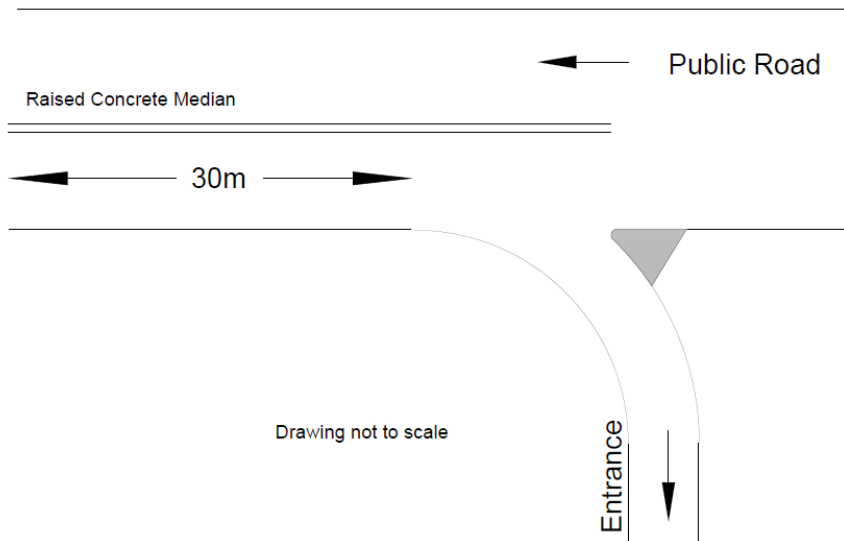 Public Road
Raised Concrete Median
30m
Drawing not to scale
Entrance